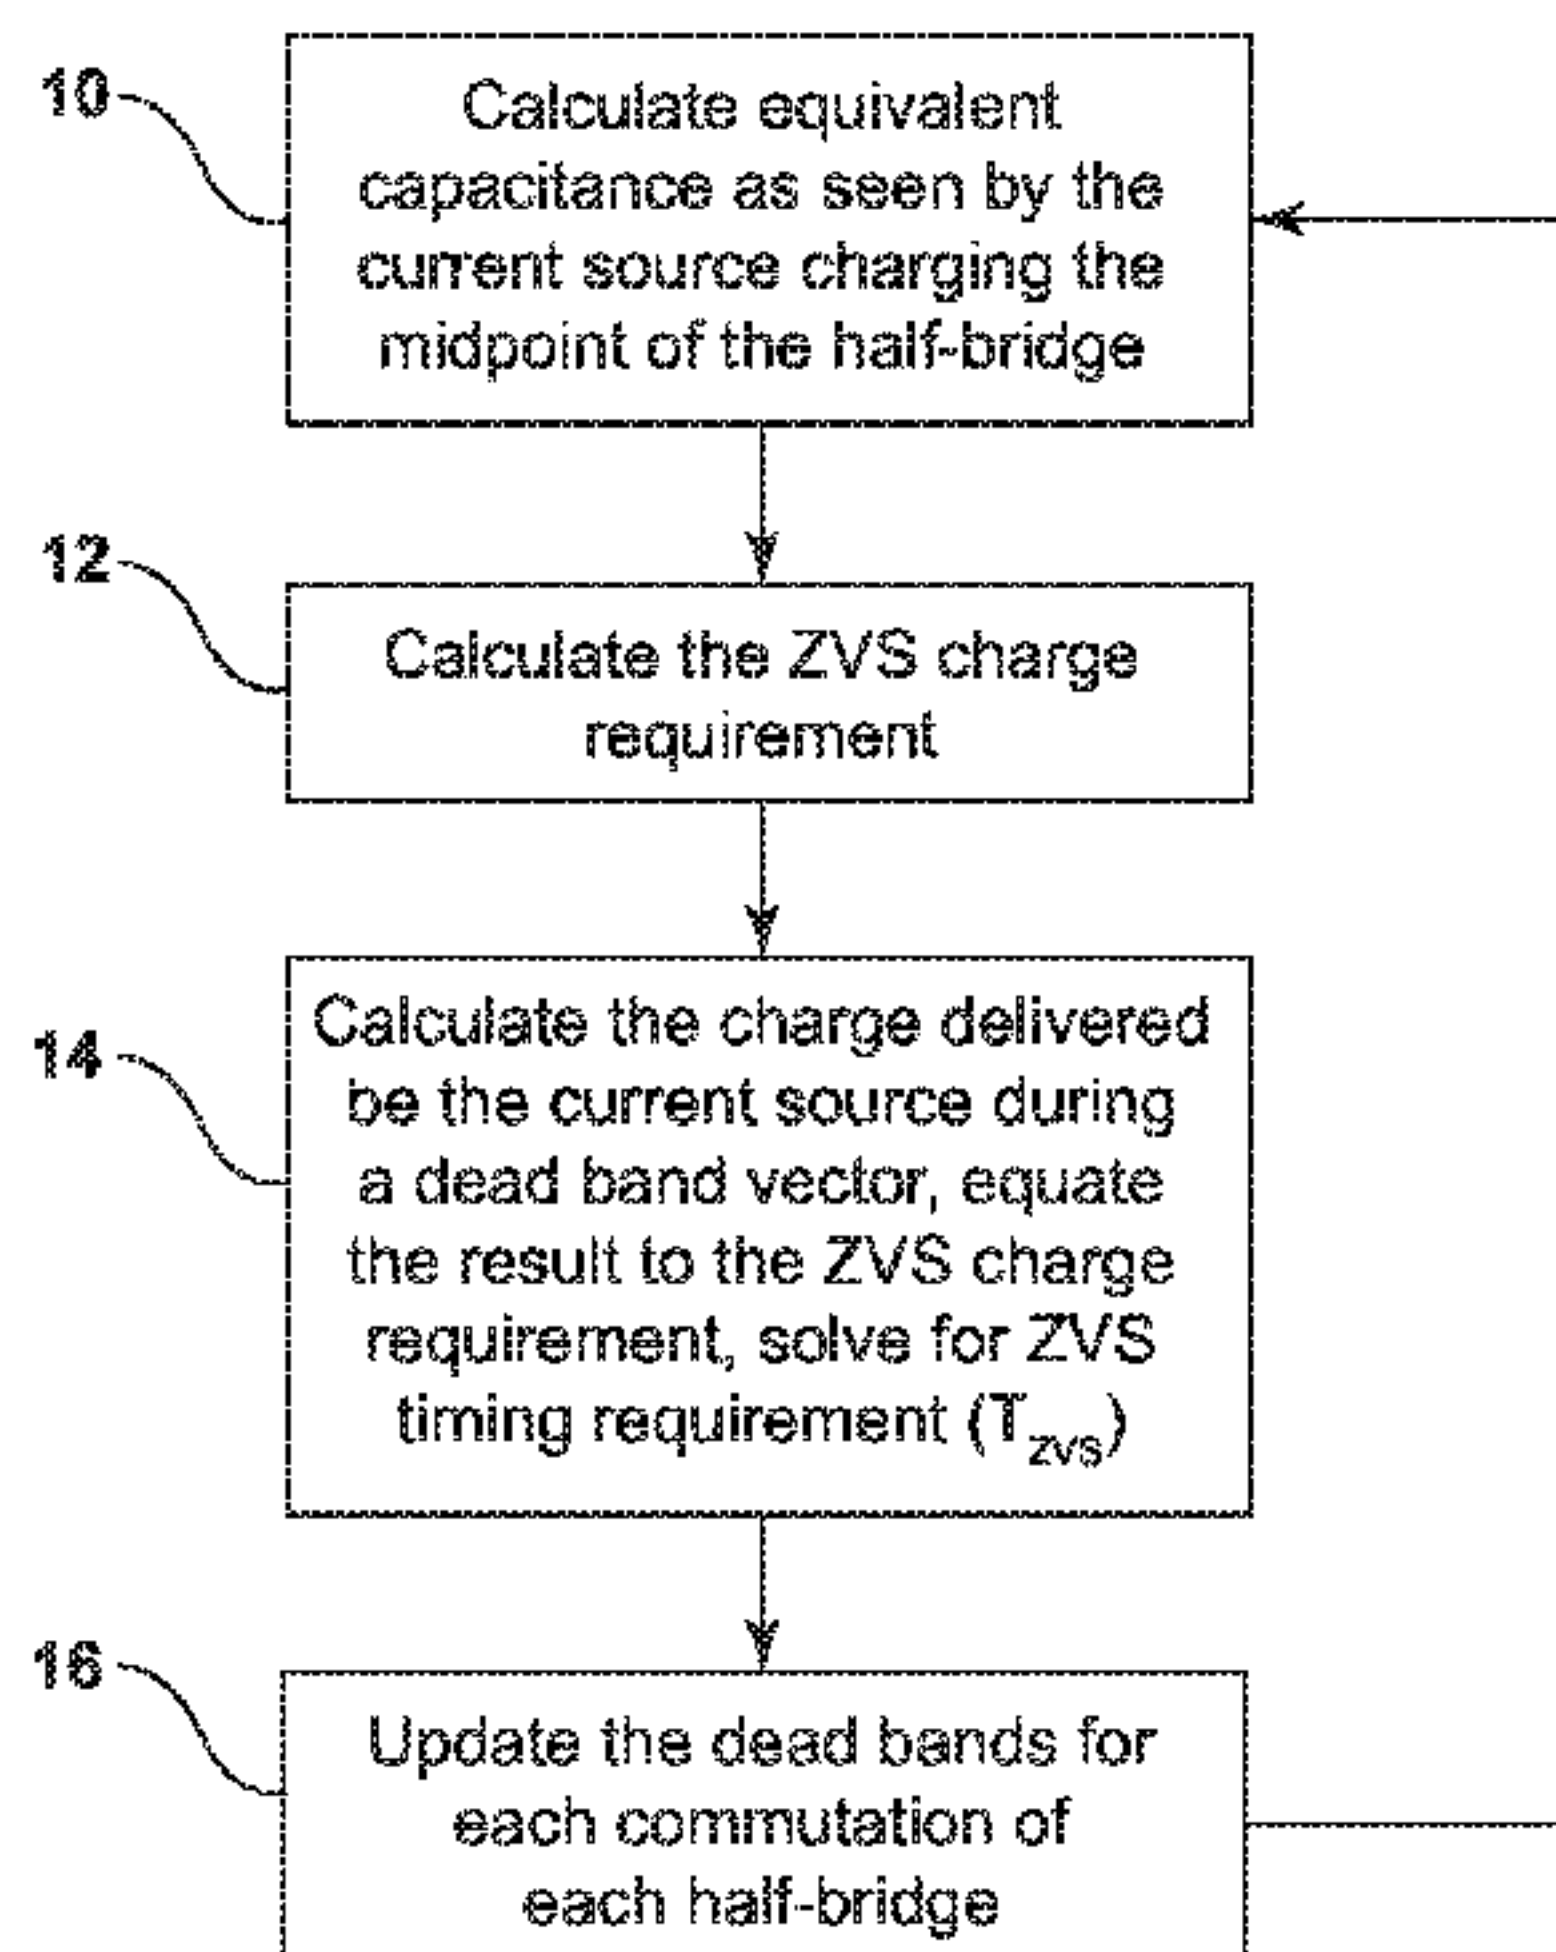 10
Calculate equivalent
capacitance as seen by the
current source charging the
midpoint of the half-bridge
12
Calculate the ZVS charge
requirement
14
Calculate the charge delivered
be the current source during
a dead band vector, equate
the result to the ZVS charge
requirement, solve for ZVS
timing requirement (Tzvs)
16
Update the dead bands for
each commutation of
each half-bridge